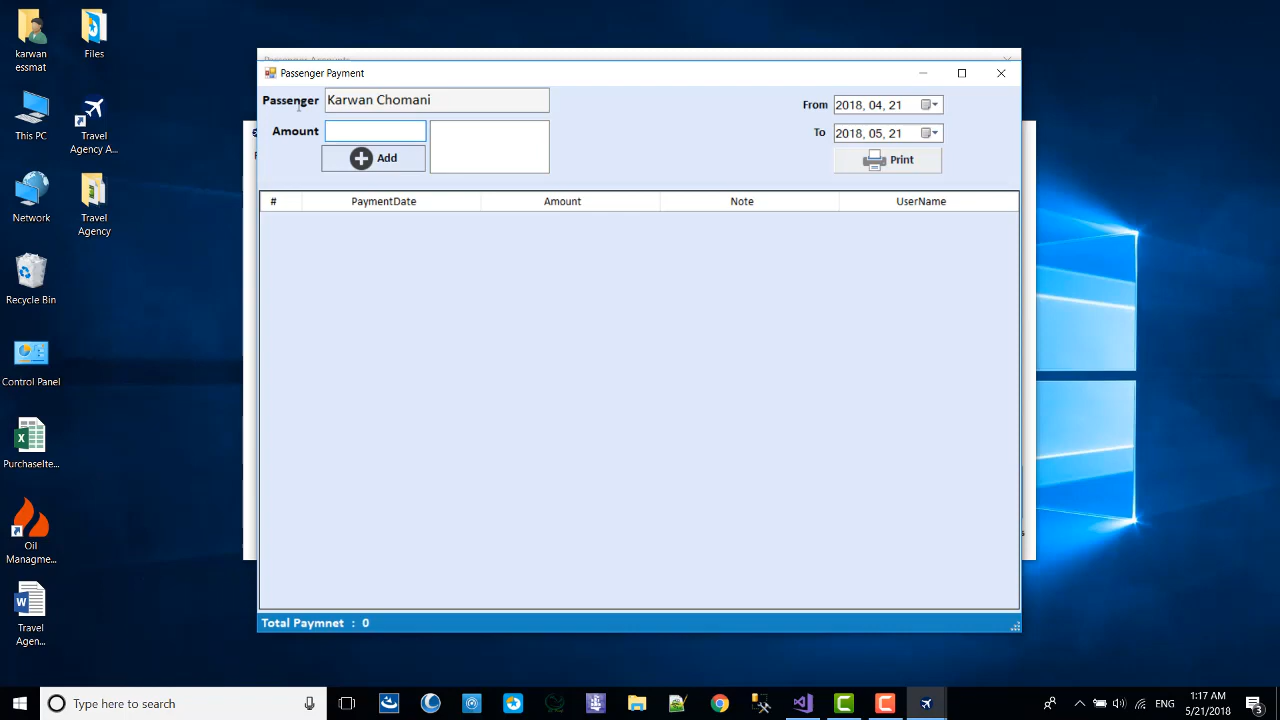 karwan
essmat
Files
This PC
Travel
Agency A...
Network
Travel
Agency
Recycle Bin
Control Panel
PurchaseIte...
Oil
Managme...
Travel
Agen...
Passenger Payment
Passenger
Karwan Chomani
Amount
Add
From
2018, 04, 21
To
2018, 05, 21
Print
#
PaymentDate
Amount
Note
UserName
Total Paymnet : 0
Type here to search
ENG
1:17 AM
5/21/2018
3